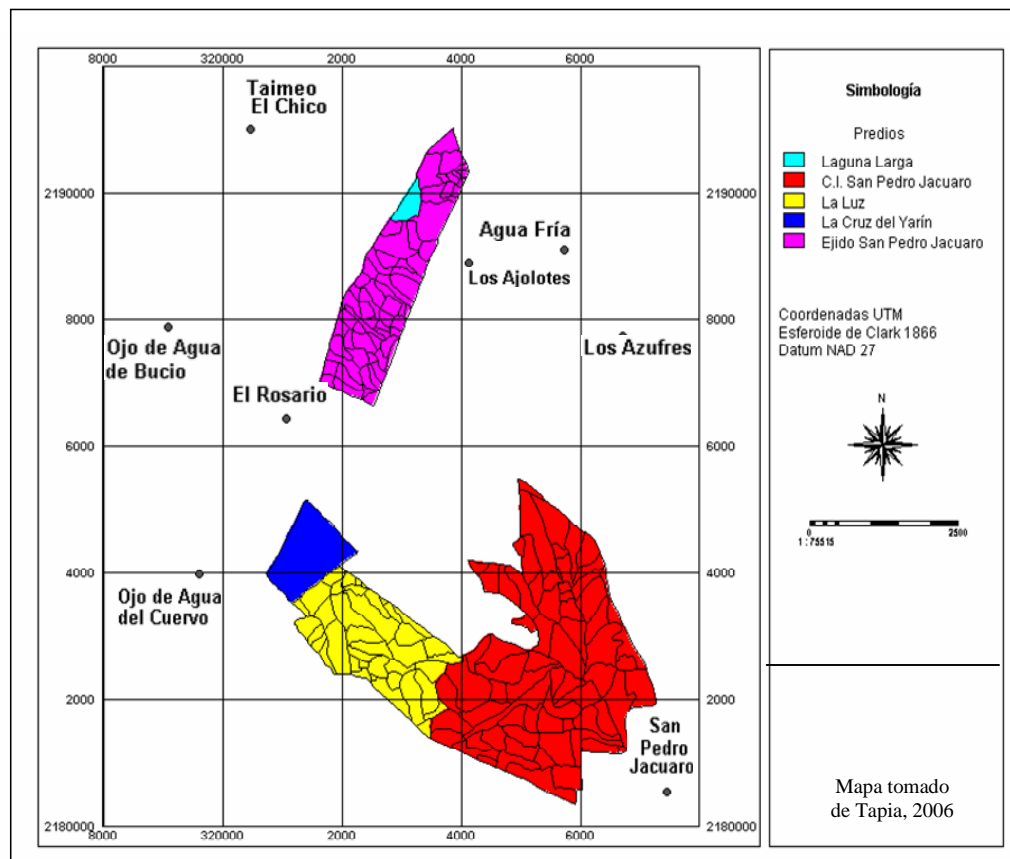 8000 320000 2000 4000 6000
Taimeo
El Chico
2190000
2190000
Agua Fría
Los Ajolotes
8000
8000
Ojo de Agua
de Bucio
Los Azufres
El Rosario
6000
6000
4000
4000
Ojo de Agua
del Cuervo
2000
2000
San
Pedro
Jacuaro
2180000
2180000
8000 320000 2000 4000 6000
Simbología
Predios
Laguna Larga
C.I. San Pedro Jacuaro
La Luz
La Cruz del Yarín
Ejido San Pedro Jacuaro
Coordenadas UTM
Esferoide de Clark 1866
Datum NAD 27
N
2500
1 : 75515
Mapa tomado
de Tapia, 2006